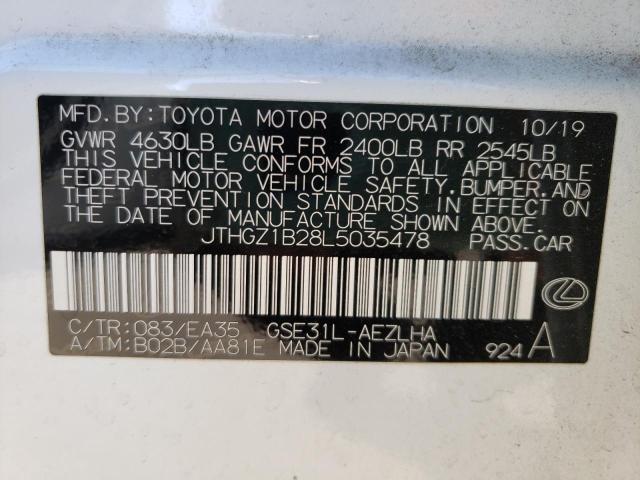 MFD. BY: TOYOTA MOTOR CORPORATION 10/19
GVWR 4630LB GAWR FR 2400LB RR 2545LB
THIS VEHICLE CONFORMS TO ALL APPLICABLE
FEDERAL MOTOR VEHICLE SAFETY, BUMPER, AND
THEFT PREVENTION STANDARDS IN EFFECT ON
THE DATE OF MANUFACTURE SHOWN ABOVE.
JTHGZ1B28L5035478 PASS.CAR
C/TR:083/EA35 GSE31L-AEZLHA
A/TM:B02B/AA81E MADE IN JAPAN 924 A